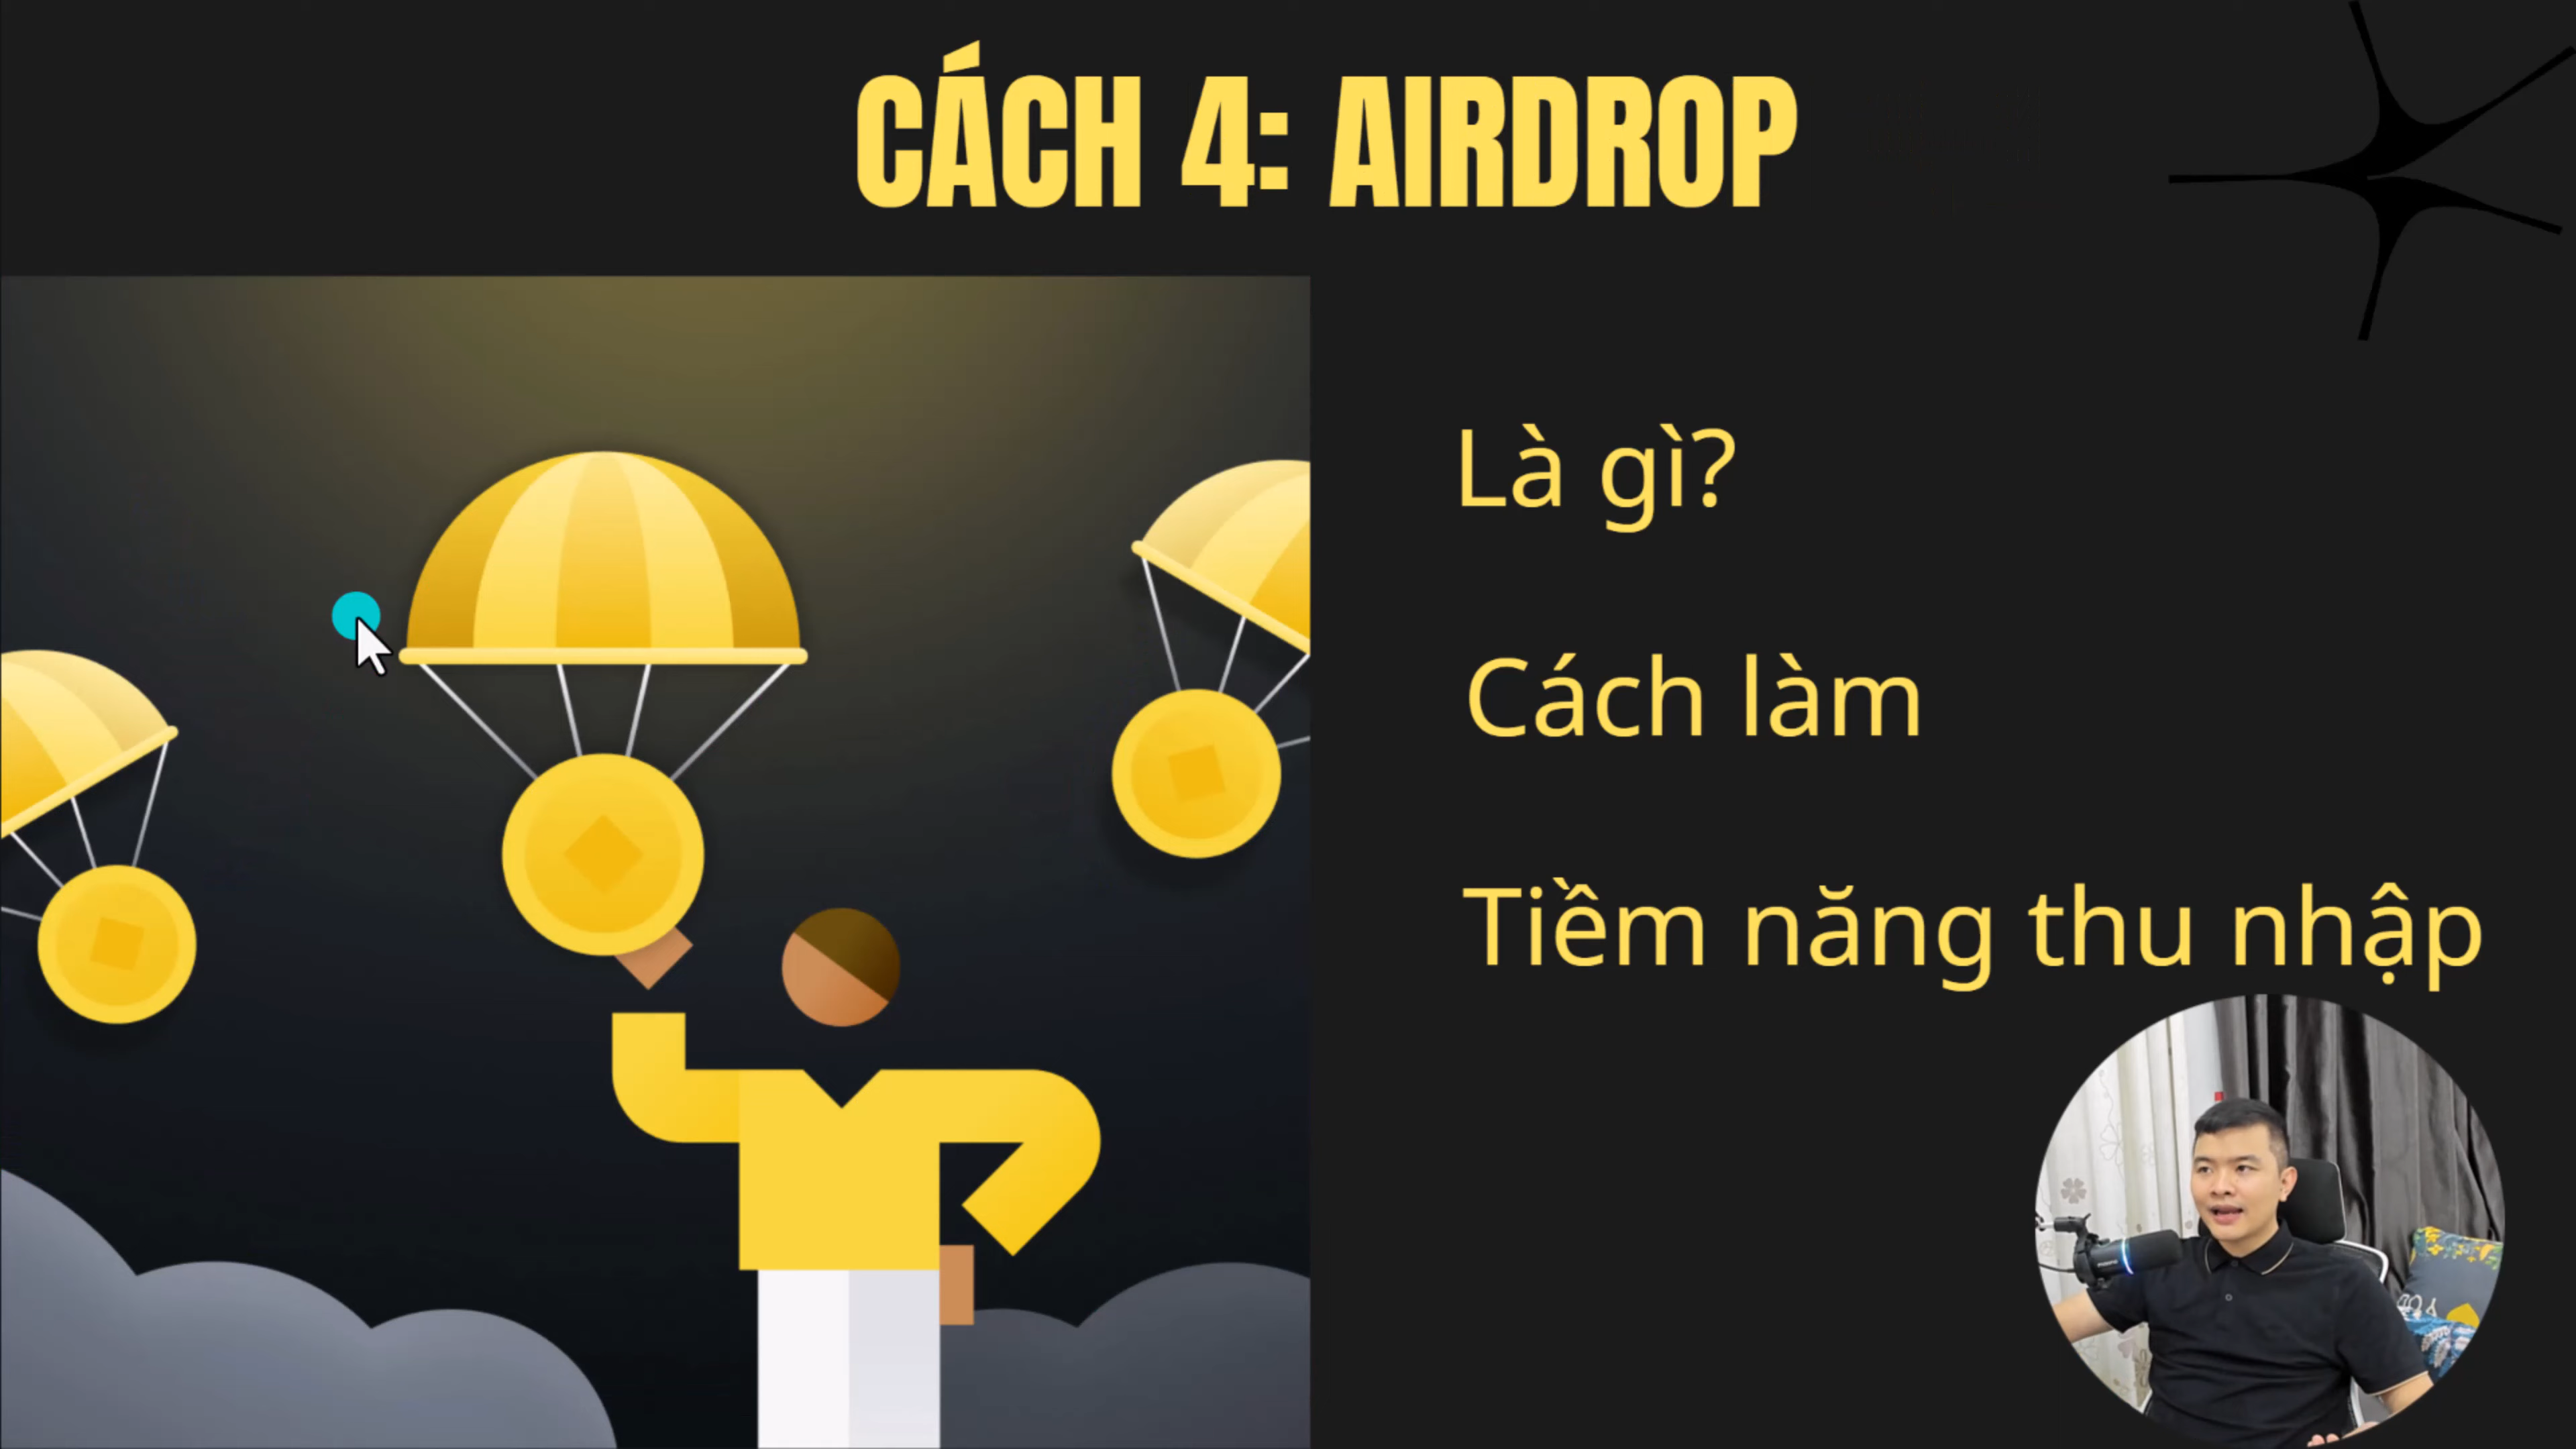 CÁCH 4: AIRDROP
Là gì?
Cách làm
Tiềm năng thu nhập